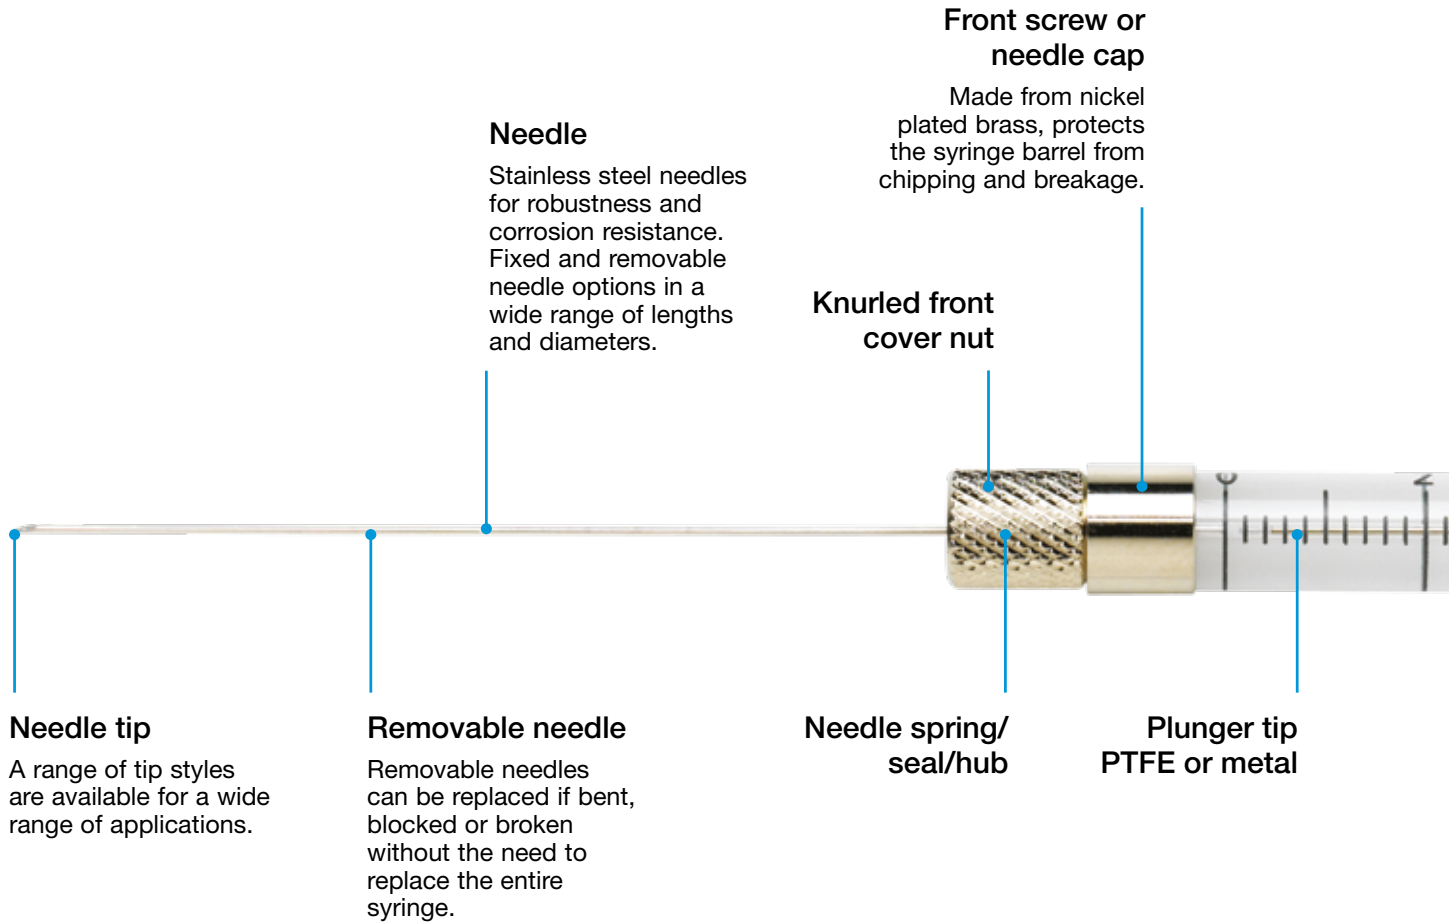 Front screw or
needle cap
Made from nickel
plated brass, protects
the syringe barrel from
chipping and breakage.
Needle
Stainless steel needles
for robustness and
corrosion resistance.
Fixed and removable
needle options in a
wide range of lengths
and diameters.
Knurled front
cover nut
Needle tip
A range of tip styles
are available for a wide
range of applications.
Removable needle
Removable needles
can be replaced if bent,
blocked or broken
without the need to
replace the entire
syringe.
Needle spring/
seal/hub
Plunger tip
PTFE or metal